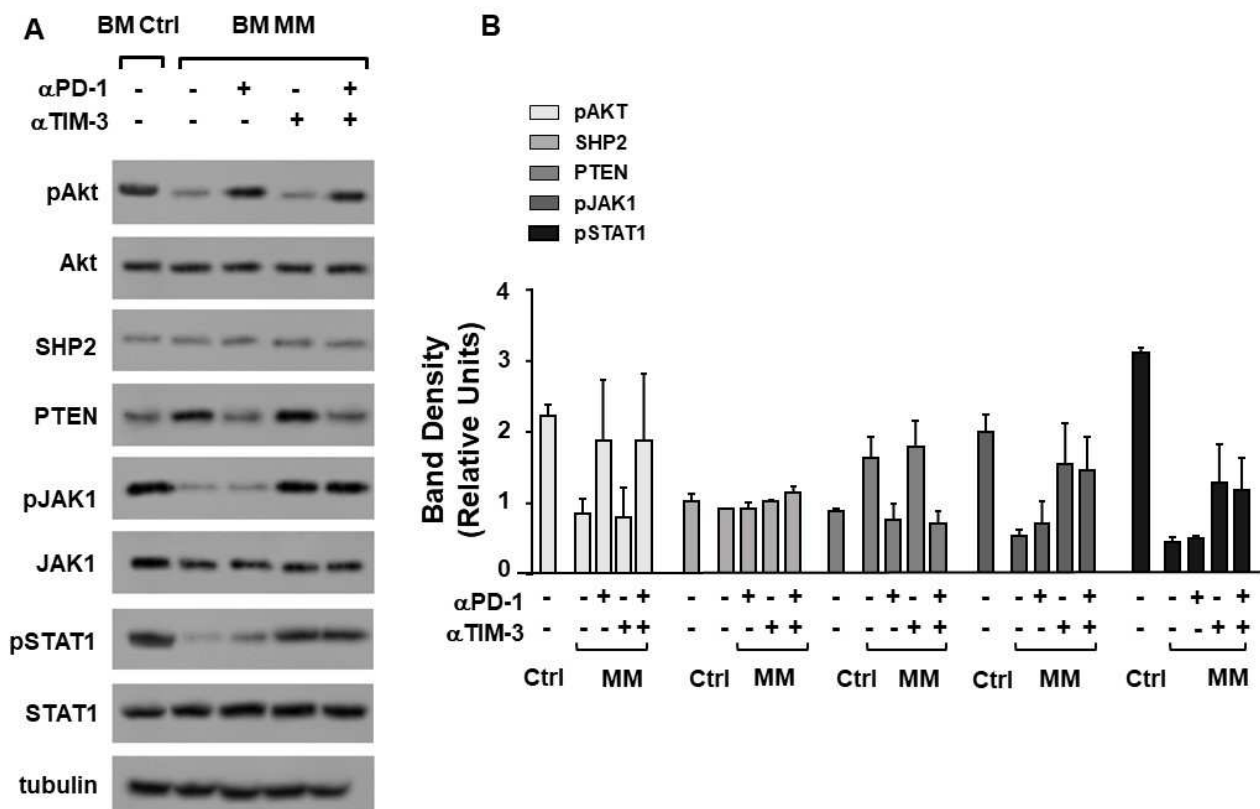 A
BM Ctrl BM MM
αPD-1 - - + - +
αTIM-3 - - - + +
pAkt
Akt
SHP2
PTEN
pJAK1
JAK1
pSTAT1
STAT1
tubulin
B
pAKT
SHP2
PTEN
pJAK1
pSTAT1
Band Density
(Relative Units)
4
3
2
1
0
αPD-1 - - + - + - - + - + - - + - + - - + - + - - + - +
αTIM-3 - - - + + - - - + + - - - + + - - - + + - - - + +
Ctrl MM Ctrl MM Ctrl MM Ctrl MM Ctrl MM